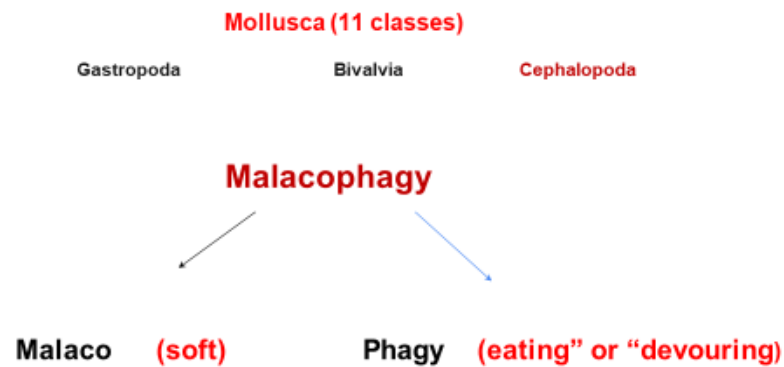 Mollusca (11 classes)
Gastropoda Bivalvia Cephalopoda
Malacophagy
Malaco (soft) Phagy (eating” or “devouring)